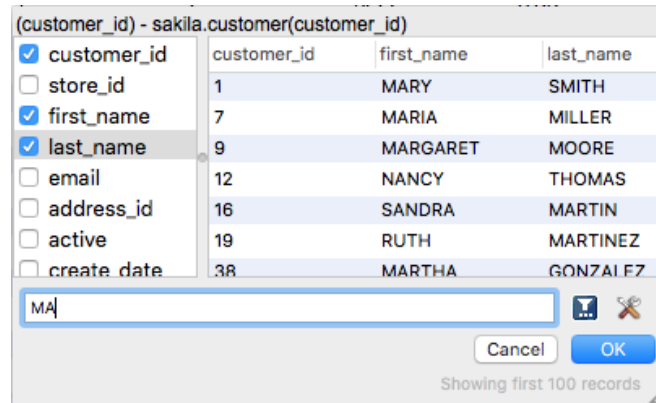 (customer_id) - sakila.customer(customer_id)
customer_id customer_id first_name last_name
store_id 1 MARY SMITH
first_name 7 MARIA MILLER
last_name 9 MARGARET MOORE
email 12 NANCY THOMAS
address_id 16 SANDRA MARTIN
active 19 RUTH MARTINEZ
create_date 38 MARTHA GONZALEZ
MA
Cancel OK
Showing first 100 records